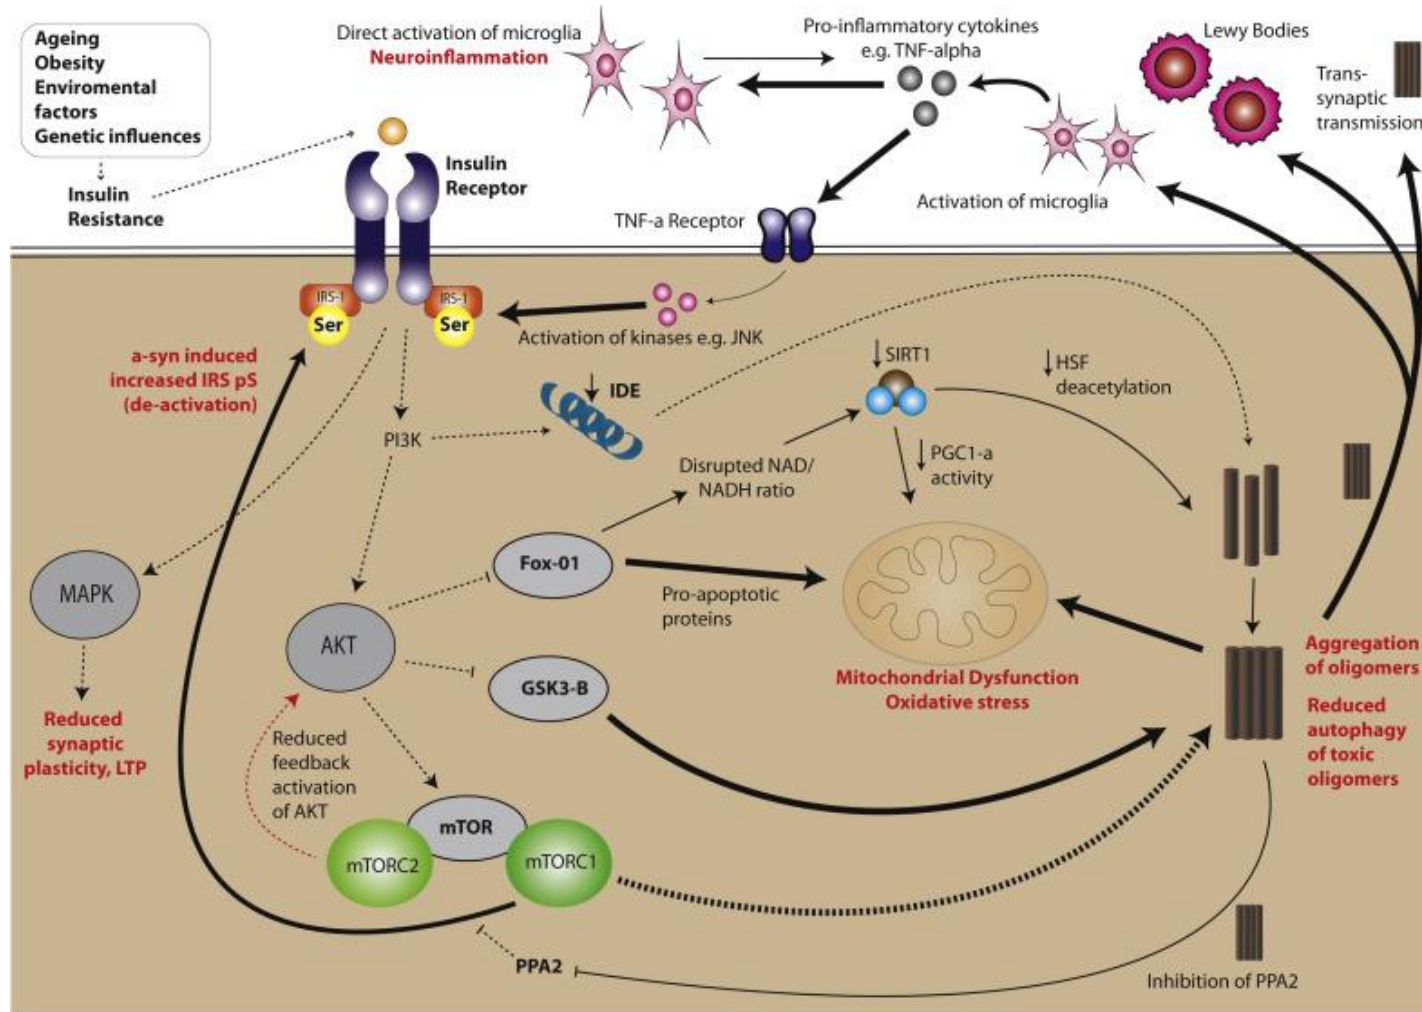 Ageing
Obesity
Enviromental
factors
Genetic influences
Insulin
Resistance
Direct activation of microglia
Neuroinflammation
Pro-inflammatory cytokines
e.g. TNF-alpha
Lewy Bodies
Trans-
synaptic
transmission
Insulin
Receptor
TNF-a Receptor
Activation of microglia
IRS-1
Ser
IRS-1
Ser
Activation of kinases e.g. JNK
a-syn induced
increased IRS pS
(de-activation)
IDE
SIRT1
HSF
deacetylation
PI3K
Disrupted NAD/
NADH ratio
PGC1-a
activity
Fox-01
Pro-apoptotic
proteins
MAPK
AKT
GSK3-B
Mitochondrial Dysfunction
Oxidative stress
Aggregation
of oligomers
Reduced
autophagy
of toxic
oligomers
Reduced
synaptic
plasticity, LTP
Reduced
feedback
activation
of AKT
mTOR
mTORC2
mTORC1
PPA2
Inhibition of PPA2